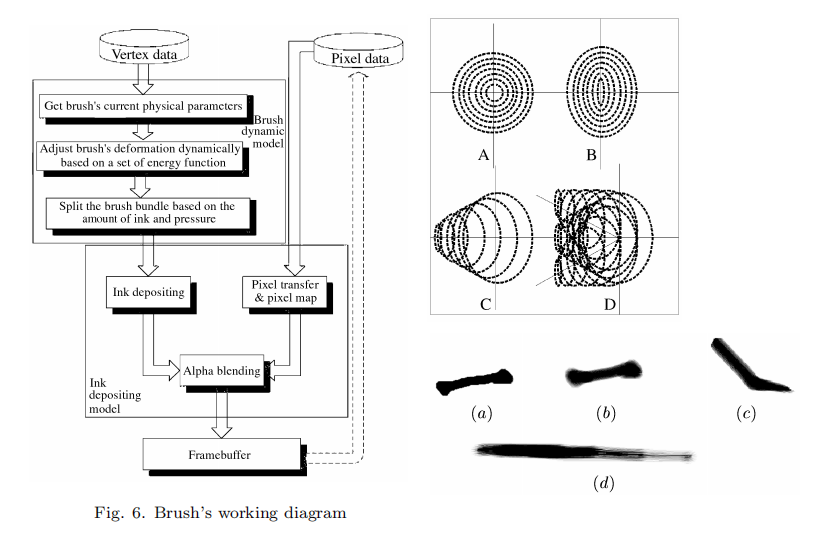 Vertex data
Pixel data
Get brush's current physical parameters
Brush
dynamic
model
Adjust brush's deformation dynamically
based on a set of energy function
Split the brush bundle based on the
amount of ink and pressure
Ink depositing
Pixel transfer
& pixel map
Alpha blending
Ink
depositing
model
Framebuffer
Fig. 6. Brush's working diagram
A
B
C
D
(a)
(b)
(c)
(d)